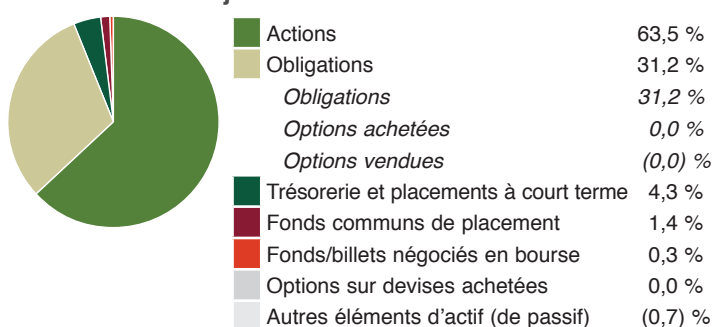 Actions 63,5 %
Obligations 31,2 %
Obligations 31,2 %
Options achetées 0,0 %
Options vendues (0,0) %
Trésorerie et placements à court terme 4,3 %
Fonds communs de placement 1,4 %
Fonds/billets négociés en bourse 0,3 %
Options sur devises achetées 0,0 %
Autres éléments d'actif (de passif) (0,7) %